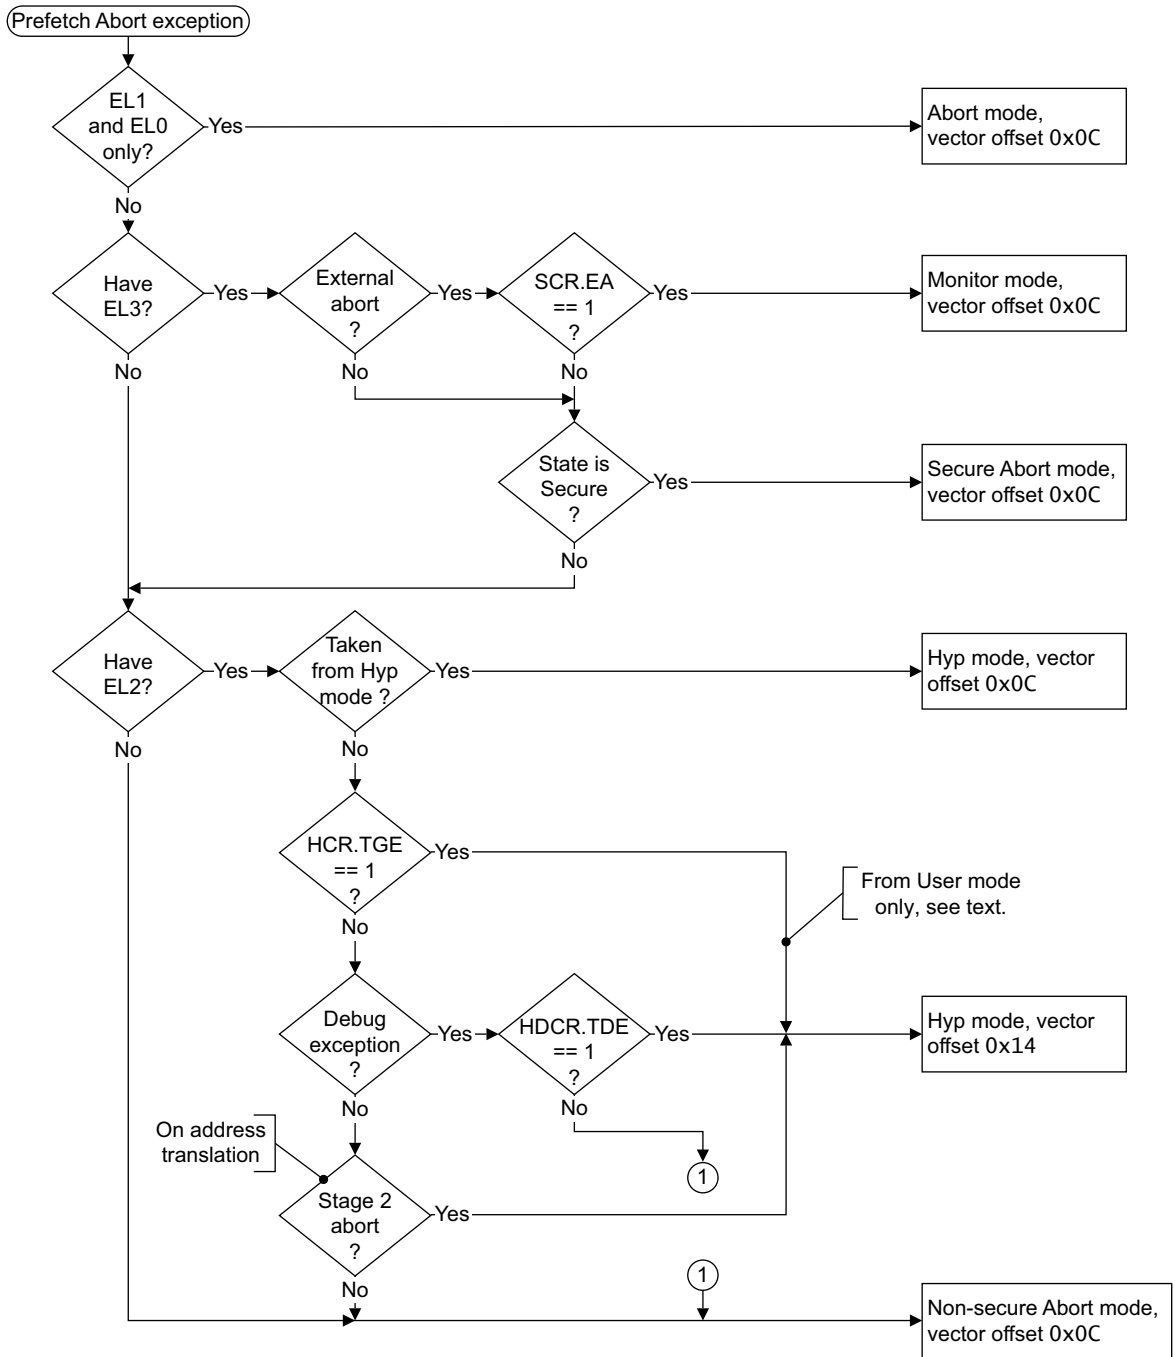 Prefetch Abort exception
EL1
and EL0
only?
Yes
Abort mode,
vector offset 0x0C
No
Have
EL3?
Yes
External
abort
?
Yes
SCR.EA
== 1
?
Yes
Monitor mode,
vector offset 0x0C
No
No
No
State is
Secure
?
Yes
Secure Abort mode,
vector offset 0x0C
No
Have
EL2?
Yes
Taken
from Hyp
mode ?
Yes
Hyp mode, vector
offset 0x0C
No
No
HCR.TGE
== 1
?
Yes
From User mode
only, see text.
No
Debug
exception
?
Yes
HDCR.TDE
== 1
?
Yes
Hyp mode, vector
offset 0x14
No
No
On address
translation
1
Stage 2
abort
?
Yes
No
1
Non-secure Abort mode,
vector offset 0x0C